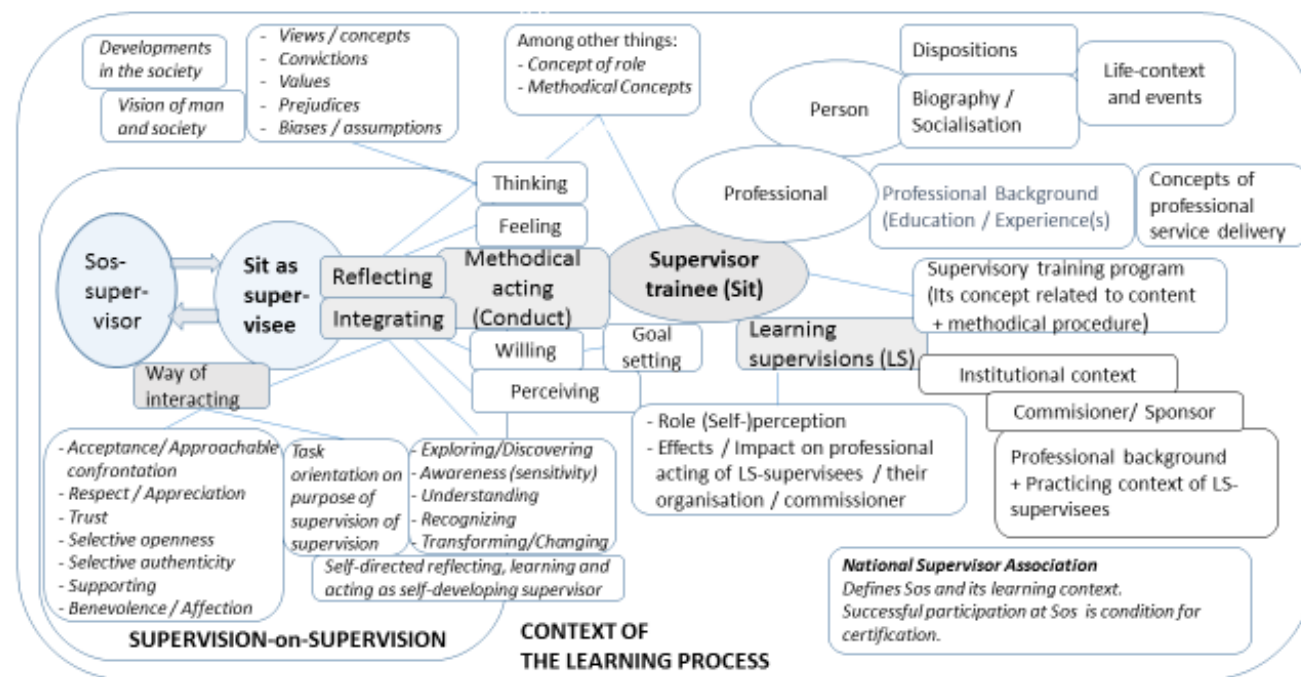 Developments
in the society
Vision of man
and society
- Views / concepts
- Convictions
- Values
- Prejudices
- Biases / assumptions
Among other things:
- Concept of role
- Methodical Concepts
Dispositions
Biography /
Socialisation
Life-context
and events
Person
Professional
Professional Background
(Education / Experience(s)
Concepts of
professional
service delivery
Thinking
Feeling
Sos-
super-
visor
Sit as
super-
visee
Reflecting
Integrating
Methodical
acting
(Conduct)
Supervisor
trainee (Sit)
Supervisory training program
(Its concept related to content
+ methodical procedure)
Willing
Goal
setting
Perceiving
Learning
supervisions (LS)
Institutional context
Commisioner/ Sponsor
Professional background
+ Practicing context of LS-
supervisees
Way of
interacting
- Acceptance/ Approachable
confrontation
- Respect / Appreciation
- Trust
- Selective openness
- Selective authenticity
- Supporting
- Benevolence / Affection
Task
orientation on
purpose of
supervision of
supervision
- Exploring/Discovering
- Awareness (sensitivity)
- Understanding
- Recognizing
- Transforming/Changing
Self-directed reflecting, learning and
acting as self-developing supervisor
- Role (Self-)perception
- Effects / Impact on professional
acting of LS-supervisees / their
organisation / commissioner
National Supervisor Association
Defines Sos and its learning context.
Successful participation at Sos is condition for
certification.
SUPERVISION-on-SUPERVISION
CONTEXT OF
THE LEARNING PROCESS